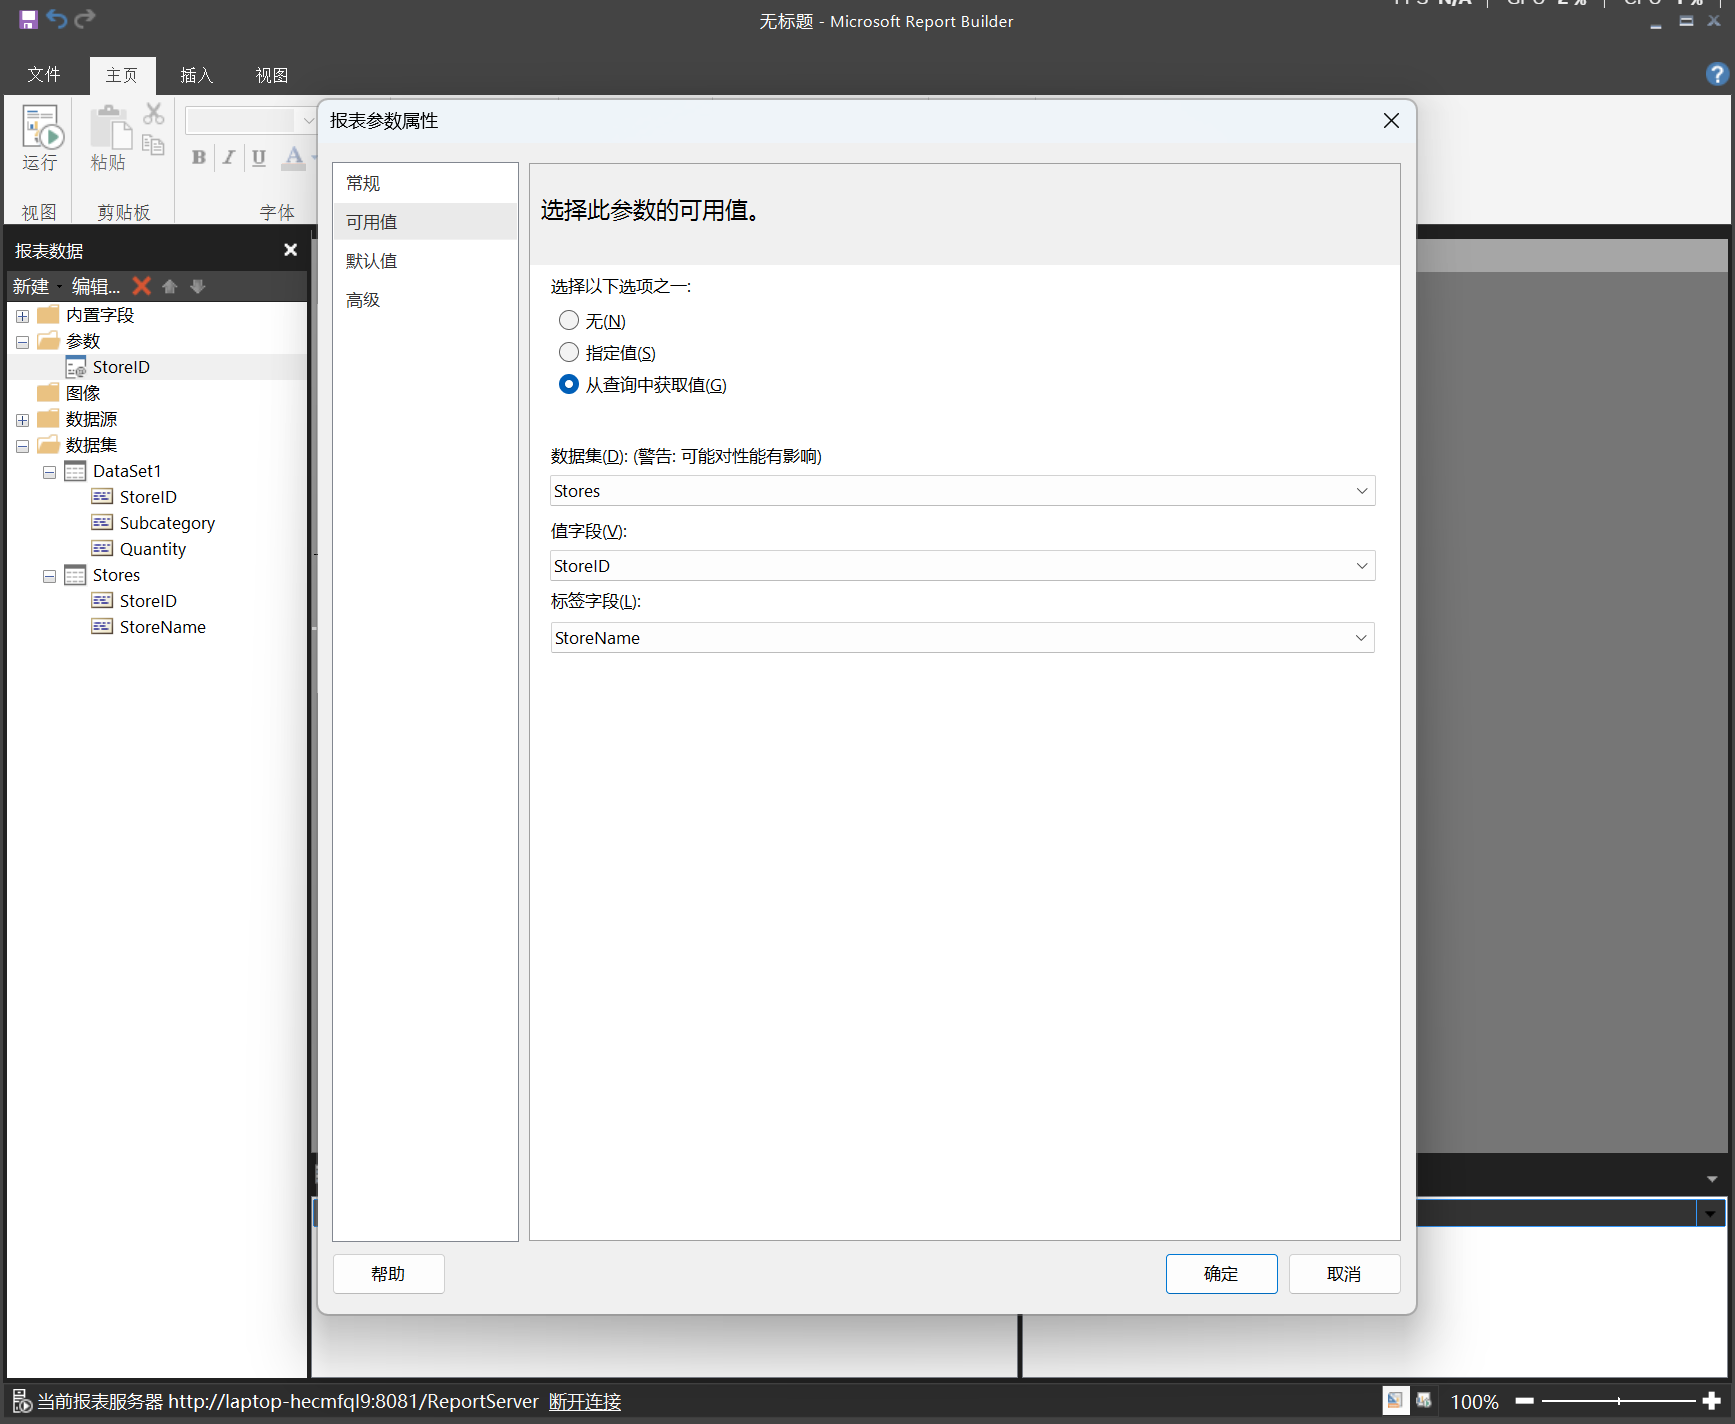 无标题 - Microsoft Report Builder
文件 主页 插入 视图
运行
粘贴
B I U A
视图 剪贴板 字体
报表数据
新建 编辑...
内置字段
参数
StoreID
图像
数据源
数据集
DataSet1
StoreID
Subcategory
Quantity
Stores
StoreID
StoreName
报表参数属性
常规
可用值
默认值
高级
选择此参数的可用值。
选择以下选项之一:
无(N)
指定值(S)
从查询中获取值(G)
数据集(D): (警告: 可能对性能有影响)
Stores
值字段(V):
StoreID
标签字段(L):
StoreName
帮助 确定 取消
当前报表服务器 http://laptop-hecmfql9:8081/ReportServer 断开连接
100%